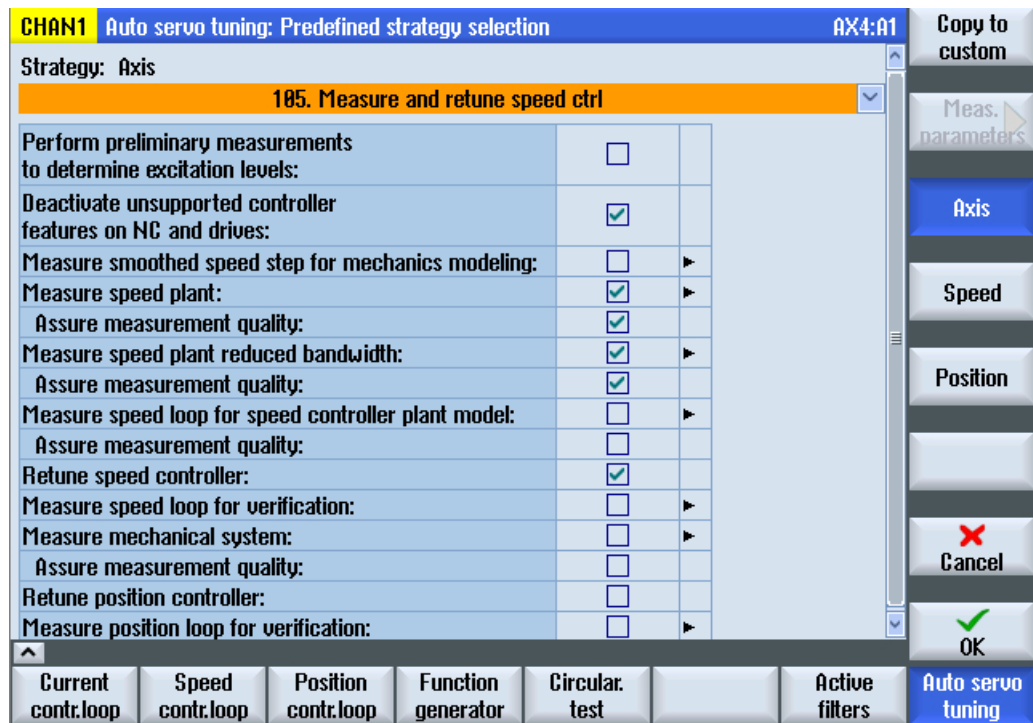 CHAN1 Auto servo tuning: Predefined strategy selection AX4:A1
Strategy: Axis
105. Measure and retune speed ctrl
Perform preliminary measurements
to determine excitation levels:
Deactivate unsupported controller
features on NC and drives:
Measure smoothed speed step for mechanics modeling:
Measure speed plant:
Assure measurement quality:
Measure speed plant reduced bandwidth:
Assure measurement quality:
Measure speed loop for speed controller plant model:
Assure measurement quality:
Retune speed controller:
Measure speed loop for verification:
Measure mechanical system:
Assure measurement quality:
Retune position controller:
Measure position loop for verification:
Copy to
custom
Meas.
parameters
Axis
Speed
Position
Cancel
OK
Current
contr.loop
Speed
contr.loop
Position
contr.loop
Function
generator
Circular.
test
Active
filters
Auto servo
tuning